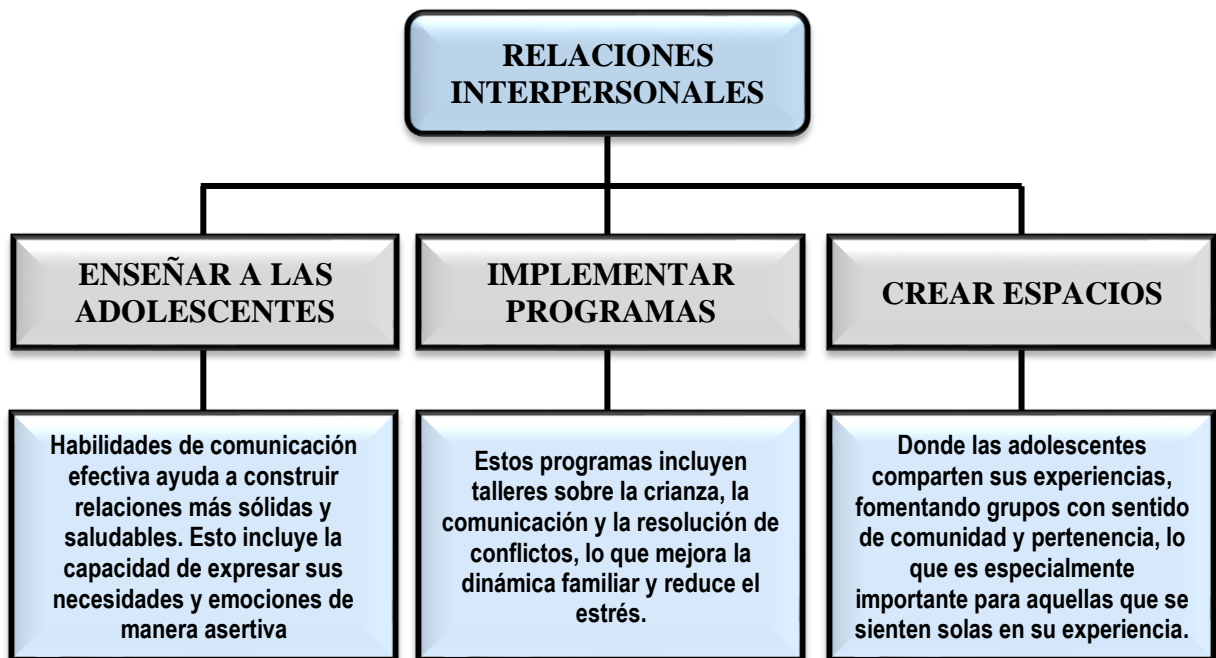 RELACIONES
INTERPERSONALES
ENSEÑAR A LAS
ADOLESCENTES
Habilidades de comunicación
efectiva ayuda a construir
relaciones más sólidas y
saludables. Esto incluye la
capacidad de expresar sus
necesidades y emociones de
manera asertiva
IMPLEMENTAR
PROGRAMAS
Estos programas incluyen
talleres sobre la crianza, la
comunicación y la resolución de
conflictos, lo que mejora la
dinámica familiar y reduce el
estrés.
CREAR ESPACIOS
Donde las adolescentes
comparten sus experiencias,
fomentando grupos con sentido
de comunidad y pertenencia, lo
que es especialmente
importante para aquellas que se
sienten solas en su experiencia.